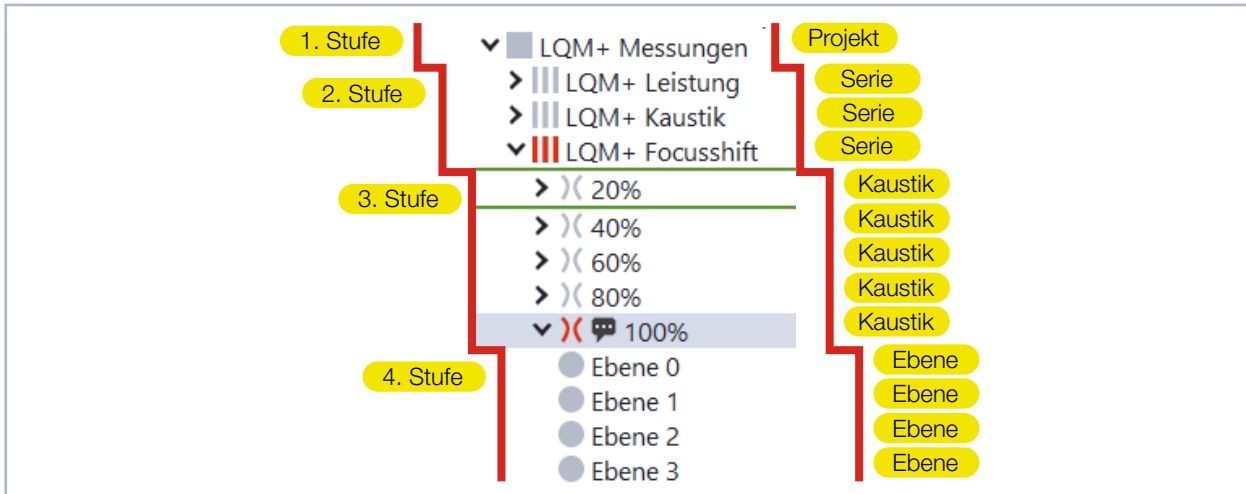 1. Stufe LQM+ Messungen Projekt
LQM+ Leistung Serie
2. Stufe
LQM+ Kaustik Serie
LQM+ Focusshift Serie
3. Stufe 20% Kaustik
40% Kaustik
60% Kaustik
80% Kaustik
100% Kaustik
Ebene 0 Ebene
4. Stufe
Ebene 1 Ebene
Ebene 2 Ebene
Ebene 3 Ebene